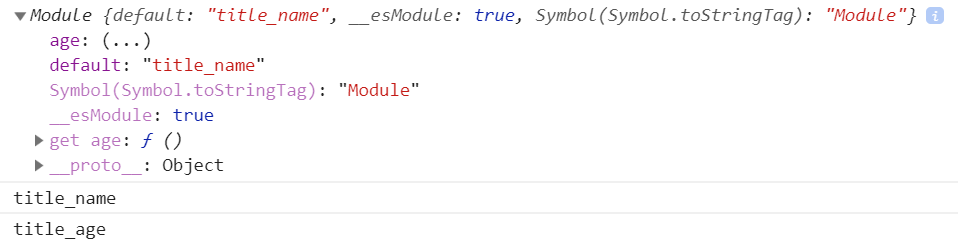 ▼Module {default: "title_name", __esModule: true, Symbol(Symbol.toStringTag): "Module"} i
age: (...)
default: "title_name"
Symbol(Symbol.toStringTag): "Module"
__esModule: true
▶get age: ƒ ()
▶__proto__: Object
title_name
title_age